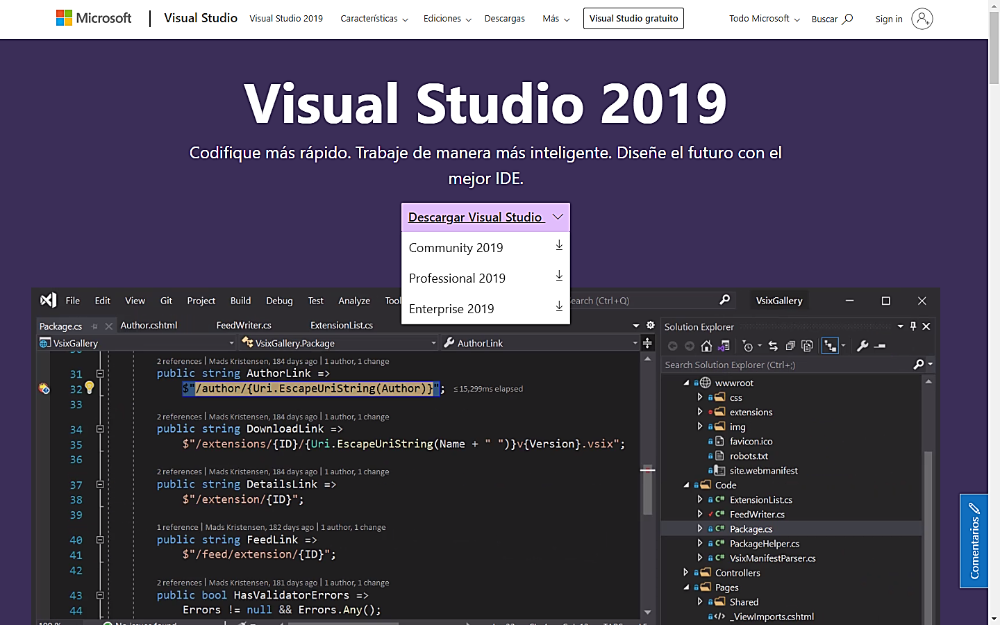 Microsoft
Visual Studio
Visual Studio 2019
Características
Ediciones
Descargas
Más
Visual Studio gratuito
Todo Microsoft
Buscar
Sign in
Visual Studio 2019
Codifique más rápido. Trabaje de manera más inteligente. Diseñe el futuro con el
mejor IDE.
Descargar Visual Studio
Community 2019
Professional 2019
Enterprise 2019
File Edit View Git Project Build Debug Test Analyze
earch (Ctrl+Q)
VsixGallery
Package.cs
Author.cshtml
FeedWriter.cs
ExtensionList.cs
VsixGallery
VsixGallery.Package
AuthorLink
2 references | Mads Kristensen, 184 days ago | 1 author, 1 change
31 public string AuthorLink =>
32 $"/author/{Uri.EscapeUriString(Author)}"; ≤15,299ms elapsed
33
2 references | Mads Kristensen, 184 days ago | 1 author, 1 change
34 public string DownloadLink =>
35 $"/extensions/{ID}/{Uri.EscapeUriString(Name + " ")}v{Version}.vsix";
36
2 references | Mads Kristensen, 184 days ago | 1 author, 1 change
37 public string DetailsLink =>
38 $"/extension/{ID}";
39
1 reference | Mads Kristensen, 182 days ago | 1 author, 1 change
40 public string FeedLink =>
41 $"/feed/extension/{ID}";
42
2 references | Mads Kristensen, 181 days ago | 1 author, 1 change
43 public bool HasValidatorErrors =>
44 Errors != null && Errors.Any();
Solution Explorer
Search Solution Explorer (Ctrl+;)
wwwroot
css
extensions
img
favicon.ico
robots.txt
site.webmanifest
Code
C# ExtensionList.cs
C# FeedWriter.cs
C# Package.cs
C# PackageHelper.cs
C# VsixManifestParser.cs
Controllers
Pages
Shared
_ViewImports.cshtml
Comentarios